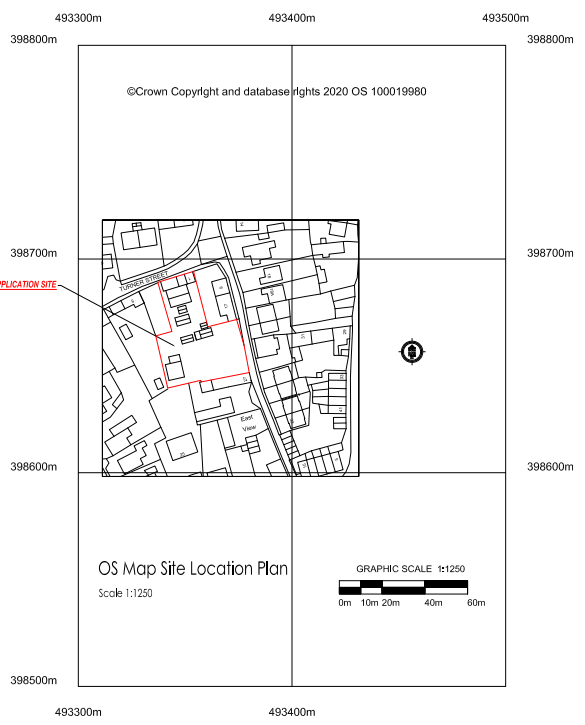 493300m 493400m 493500m
398800m 398800m
©Crown Copyright and database rights 2020 OS 100019980
398700m 398700m
TURNER STREET
PPLICATION SITE
East
View
398600m 398600m
OS Map Site Location Plan
Scale 1:1250
GRAPHIC SCALE 1:1250
0m 10m 20m 40m 60m
398500m 398500m
493300m 493400m